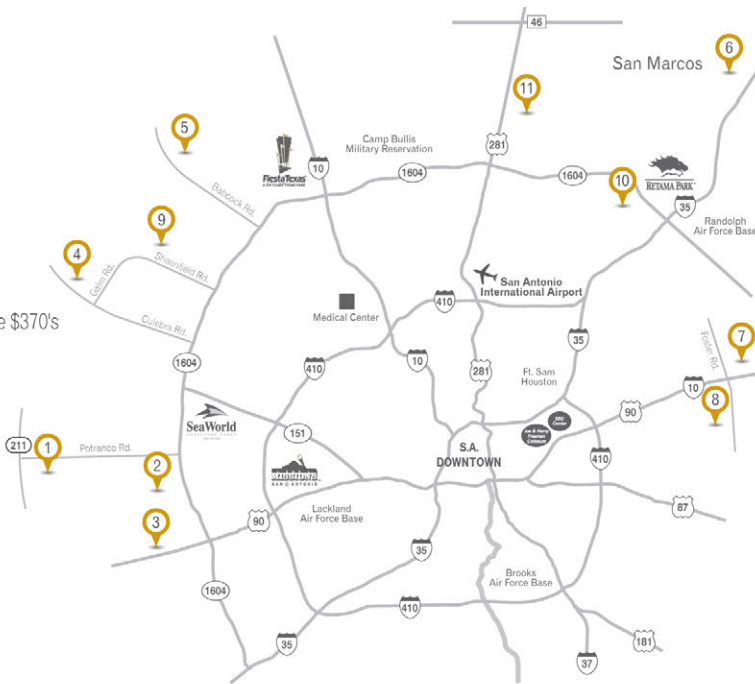 46
6
San Marcos
11
5
Camp Bullis
Military Reservation
281
10
FiestaTexas
1604
1604
10
RETAMA PARK
35
Babcock Rd.
Randolph
Air Force Base
9
4
Shaenfield Rd.
Galm Rd.
San Antonio
International Airport
410
Medical Center
e $370's
Culebra Rd.
35
Foster Rd.
7
1604
410
10
281
Ft. Sam
Houston
10
90
8
SeaWorld
151
211
1
Potranco Rd.
2
S.A.
DOWNTOWN
410
MISSIONS
SAN ANTONIO
87
3
90
Lackland
Air Force Base
35
Brooks
Air Force Base
1604
410
35
37
181